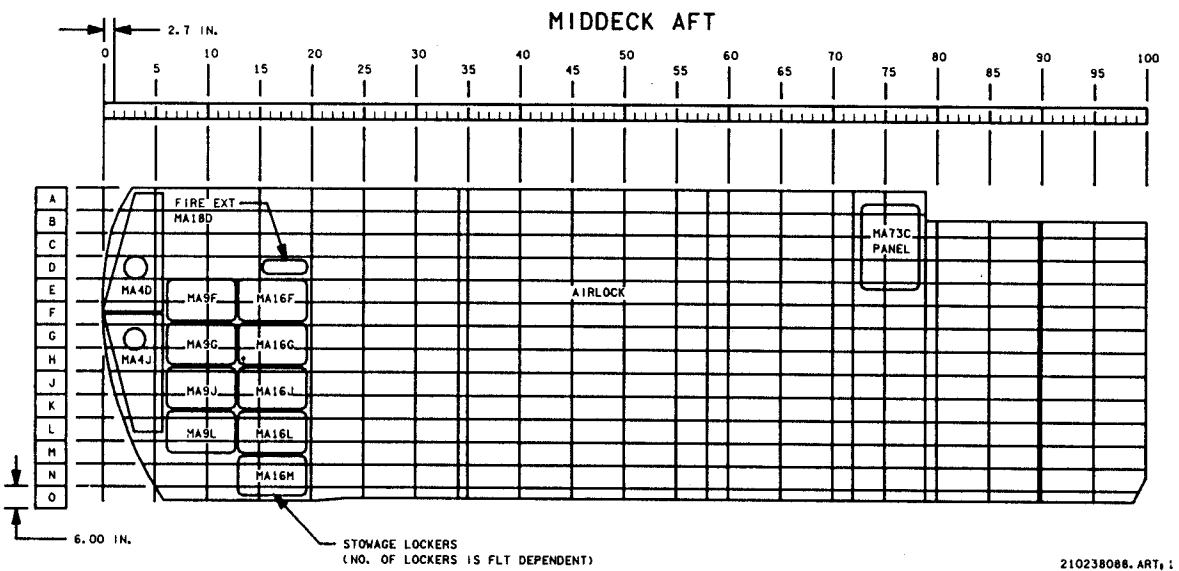 MIDDECK AFT
2.7 IN.
0 10 20 30 40 50 60 70 80 90 100
5 15 25 35 45 55 65 75 85 95
A
B
C
D
E
F
G
H
J
K
L
M
N
O
FIRE EXT
MA18D
MA4D
MA4J
MA9F MA16F
MA9G MA16G
MA9J MA16J
MA9L MA16L
MA16M
AIRLOCK
MA73C
PANEL
6.00 IN.
STOWAGE LOCKERS
(NO. OF LOCKERS IS FLT DEPENDENT)
210238088.ART; 1